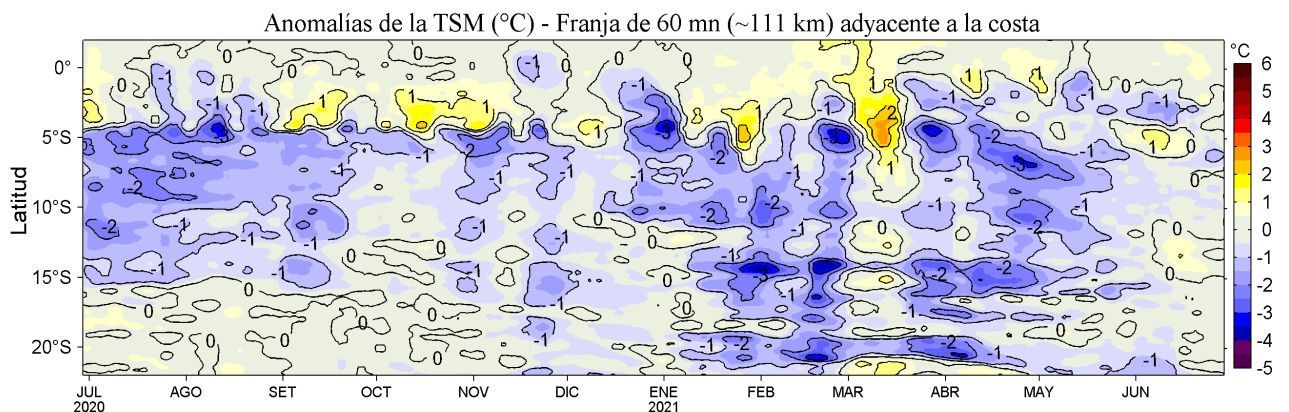 Anomalías de la TSM (°C) - Franja de 60 mn (~111 km) adyacente a la costa
°C
6
5
4
3
2
1
0
-1
-2
-3
-4
-5
Latitud
0°
5°S
10°S
15°S
20°S
JUL AGO SET OCT NOV DIC ENE FEB MAR ABR MAY JUN
2020 2021